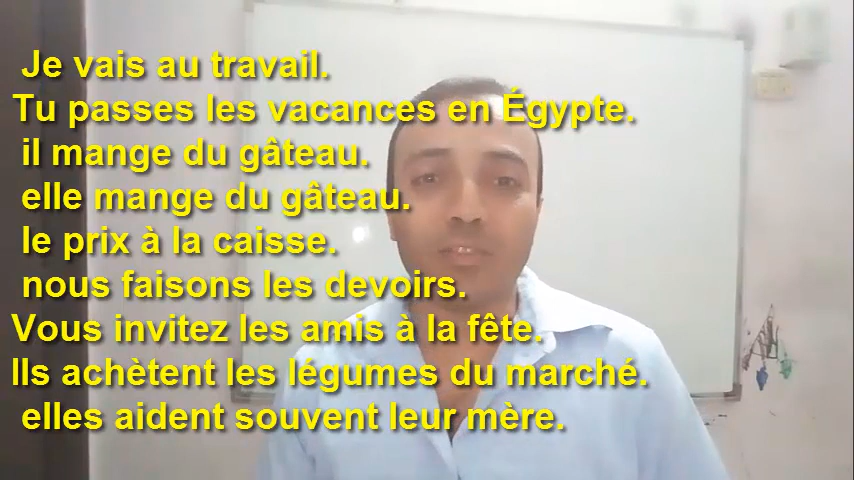 Je vais au travail.
Tu passes les vacances en Égypte.
il mange du gâteau.
elle mange du gâteau.
le prix à la caisse.
nous faisons les devoirs.
Vous invitez les amis à la fête.
Ils achètent les légumes du marché.
elles aident souvent leur mère.